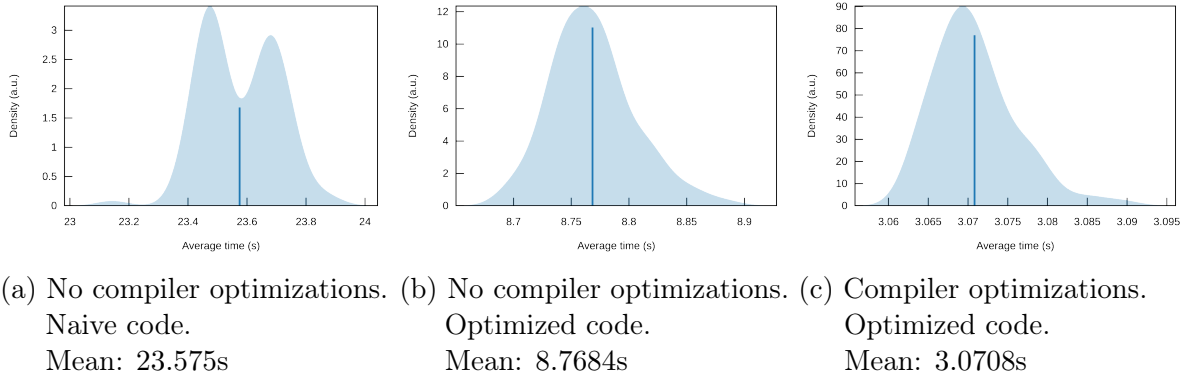 Density (a.u.)
3
2.5
2
1.5
1
0.5
0
23 23.2 23.4 23.6 23.8 24
Average time (s)
Density (a.u.)
12
10
8
6
4
2
0
8.7 8.75 8.8 8.85 8.9
Average time (s)
Density (a.u.)
90
80
70
60
50
40
30
20
10
0
3.06 3.065 3.07 3.075 3.08 3.085 3.09 3.095
Average time (s)
(a) No compiler optimizations.
Naive code.
Mean: 23.575s
(b) No compiler optimizations.
Optimized code.
Mean: 8.7684s
(c) Compiler optimizations.
Optimized code.
Mean: 3.0708s